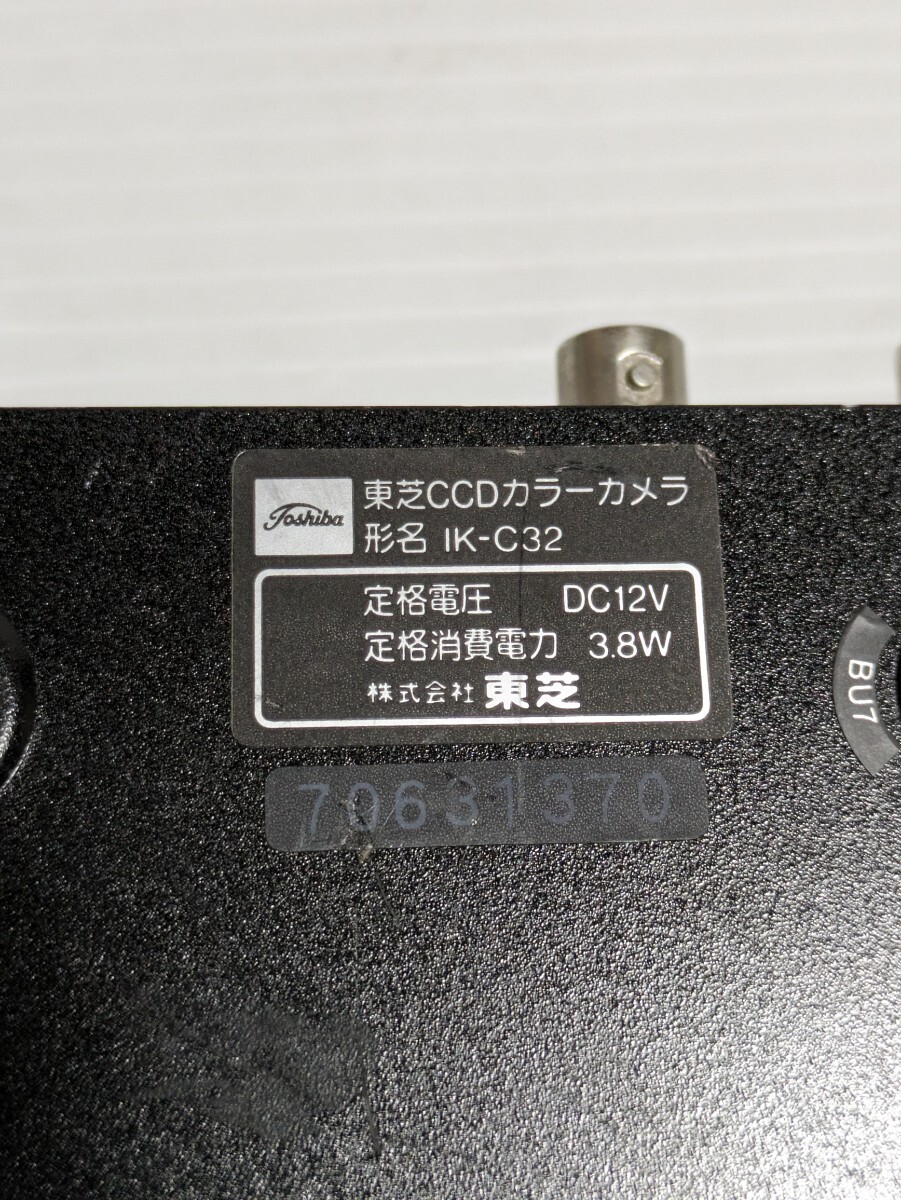 Toshiba
東芝CCDカラーカメラ
形名 IK-C32
定格電圧 DC12V
定格消費電力 3.8W
株式会社 東芝
70631370
BU7